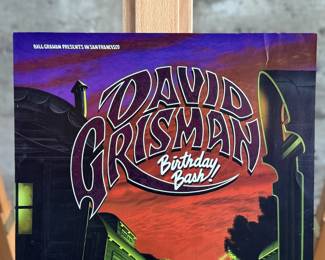 BILL GRAHAM PRESENTS IN SAN FRANCISCO
DAVID
GRISMAN
Birthday
Bash!